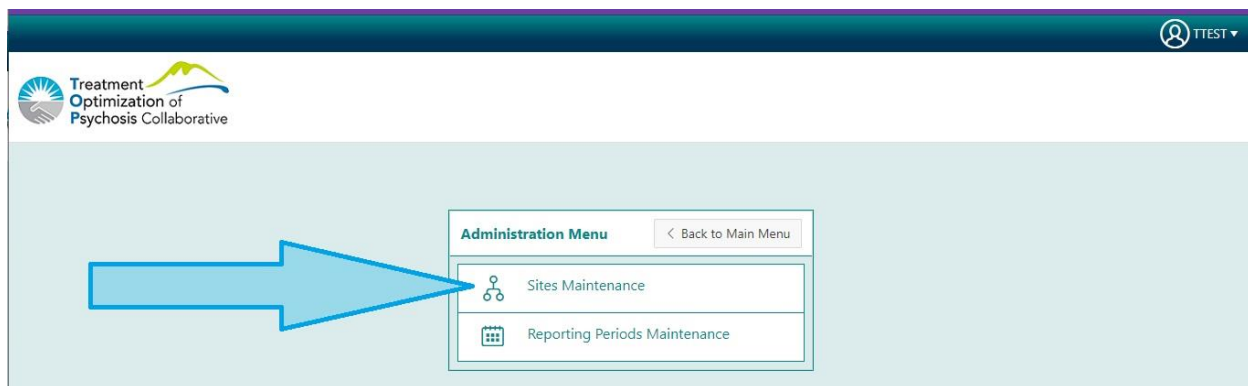 TTEST
Treatment
Optimization of
Psychosis Collaborative
Administration Menu
Back to Main Menu
Sites Maintenance
Reporting Periods Maintenance